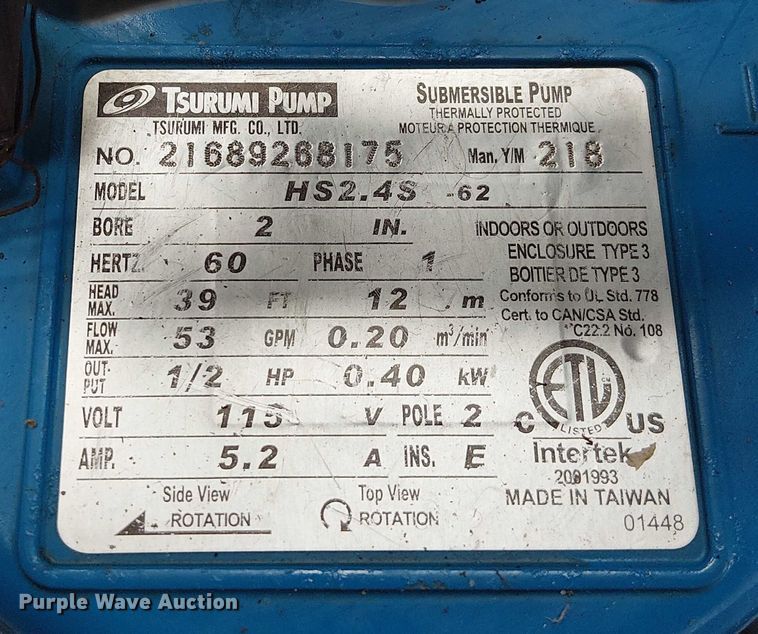 TSURUMI PUMP
TSURUMI MFG. CO., LTD.
SUBMERSIBLE PUMP
THERMALLY PROTECTED
MOTEUR A PROTECTION THERMIQUE
NO. 21689268175 Man. Y/M 218
MODEL HS2.4S -62
BORE 2 IN.
HERTZ. 60 PHASE 1
HEAD MAX. 39 FT 12 m
FLOW MAX. 53 GPM 0.20 m³/min
OUT-PUT 1/2 HP 0.40 kW
VOLT 115 V POLE 2
AMP. 5.2 A INS. E
INDOORS OR OUTDOORS
ENCLOSURE TYPE 3
BOITIER DE TYPE 3
Conforms to UL Std. 778
Cert. to CAN/CSA Std.
C22.2 No. 108
ETL CM
LISTED
C US
Intertek
2001993
MADE IN TAIWAN
01448
Side View
ROTATION
Top View
ROTATION
Purple Wave Auction